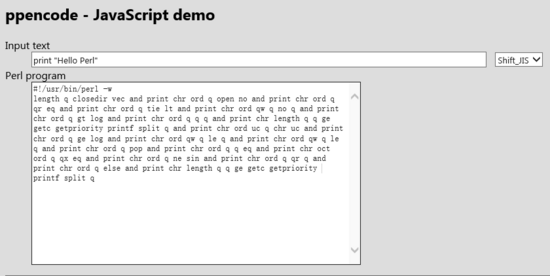 ppencode - JavaScript demo
Input text
print "Hello Perl"
Shift_JIS
Perl program
#!/usr/bin/perl -w
length q closedir vec and print chr ord q open no and print chr ord q
qr eq and print chr ord q tie lt and print chr ord qw q no q and print
chr ord q gt log and print chr ord q q q and print chr length q q ge
getc getpriority printf split q and print chr ord uc q chr uc and print
chr ord q ge log and print chr ord qw q le q and print chr ord qw q le
q and print chr ord q pop and print chr ord q q eq and print chr oct
ord q qx eq and print chr ord q ne sin and print chr ord q qr q and
print chr ord q else and print chr length q q ge getc getpriority
printf split q